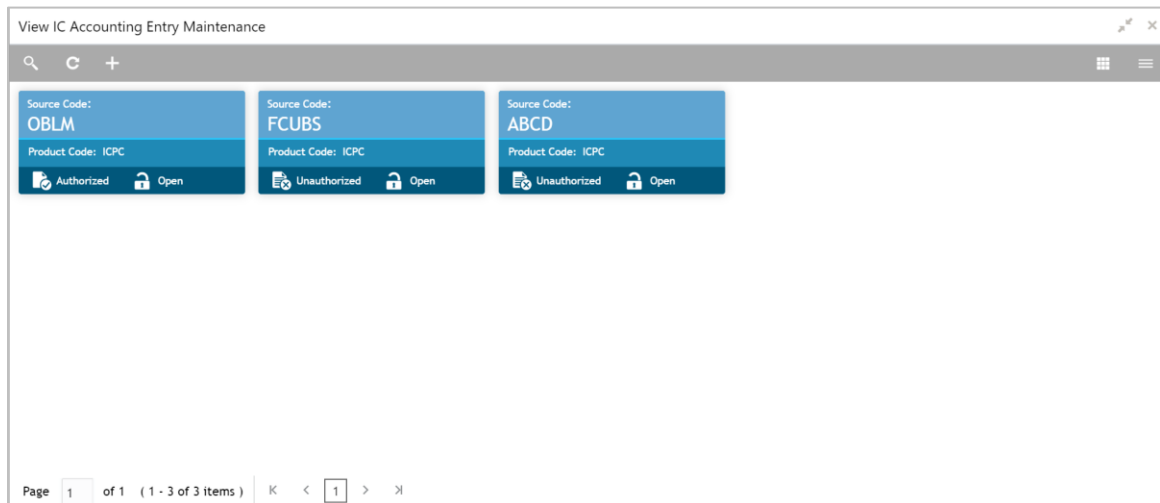 View IC Accounting Entry Maintenance
Source Code:
OBLM
Product Code: ICPC
Authorized Open
Source Code:
FCUBS
Product Code: ICPC
Unauthorized Open
Source Code:
ABCD
Product Code: ICPC
Unauthorized Open
Page 1 of 1 ( 1 - 3 of 3 items ) 1